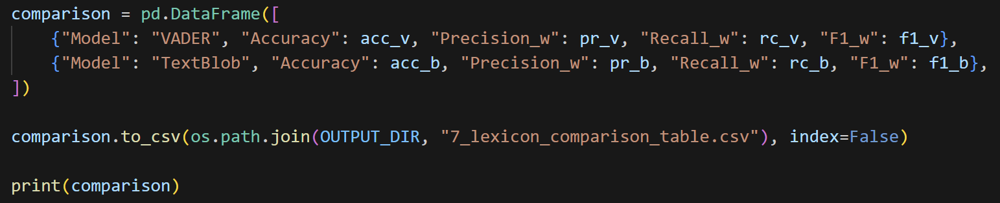 comparison = pd.DataFrame([
    {"Model": "VADER", "Accuracy": acc_v, "Precision_w": pr_v, "Recall_w": rc_v, "F1_w": f1_v},
    {"Model": "TextBlob", "Accuracy": acc_b, "Precision_w": pr_b, "Recall_w": rc_b, "F1_w": f1_b},
])
comparison.to_csv(os.path.join(OUTPUT_DIR, "7_lexicon_comparison_table.csv"), index=False)
print(comparison)